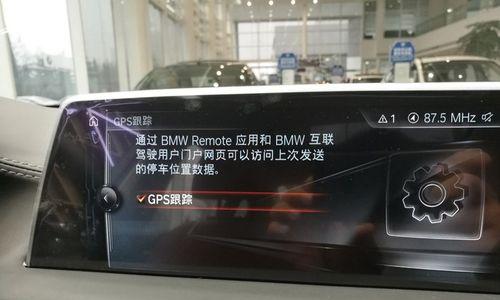 GPS跟踪
1
87.5 MHz
通过 BMW Remote 应用和 BMW 互联
驾驶用户门户网页可以访问上次发送
的停车位置数据。
GPS跟踪